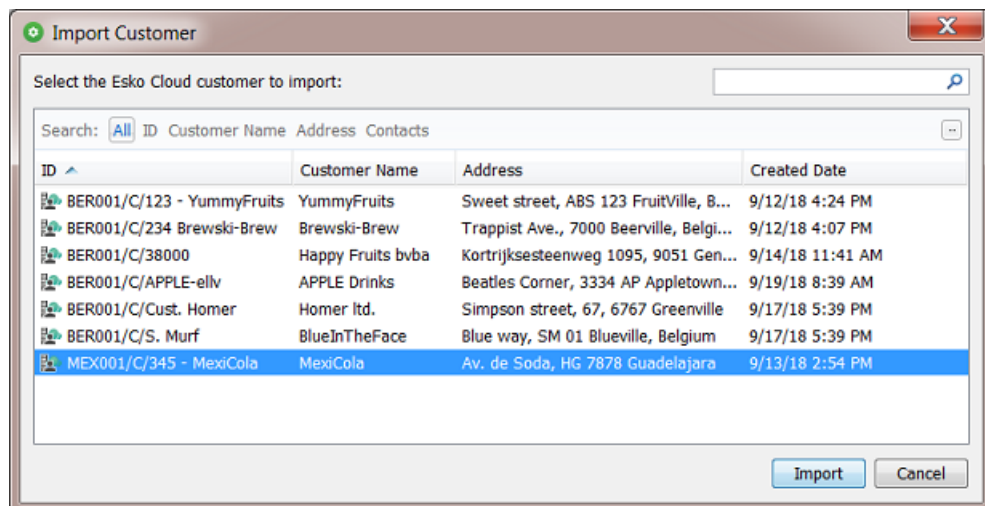 Import Customer
Select the Esko Cloud customer to import:
Search: All ID Customer Name Address Contacts
ID Customer Name Address Created Date
BER001/C/123 - YummyFruits YummyFruits Sweet street, ABS 123 FruitVille, B... 9/12/18 4:24 PM
BER001/C/234 Brewski-Brew Brewski-Brew Trappist Ave., 7000 Beerville, Belgi... 9/12/18 4:07 PM
BER001/C/38000 Happy Fruits bvba Kortrijksesteenweg 1095, 9051 Gen... 9/14/18 11:41 AM
BER001/C/APPLE-ellv APPLE Drinks Beatles Corner, 3334 AP Appletown... 9/19/18 8:39 AM
BER001/C/Cust. Homer Homer ltd. Simpson street, 67, 6767 Greenville 9/17/18 5:39 PM
BER001/C/S. Murf BlueInTheFace Blue way, SM 01 Blueville, Belgium 9/17/18 5:39 PM
MEX001/C/345 - MexiCola MexiCola Av. de Soda, HG 7878 Guadelajara 9/13/18 2:54 PM
Import Cancel